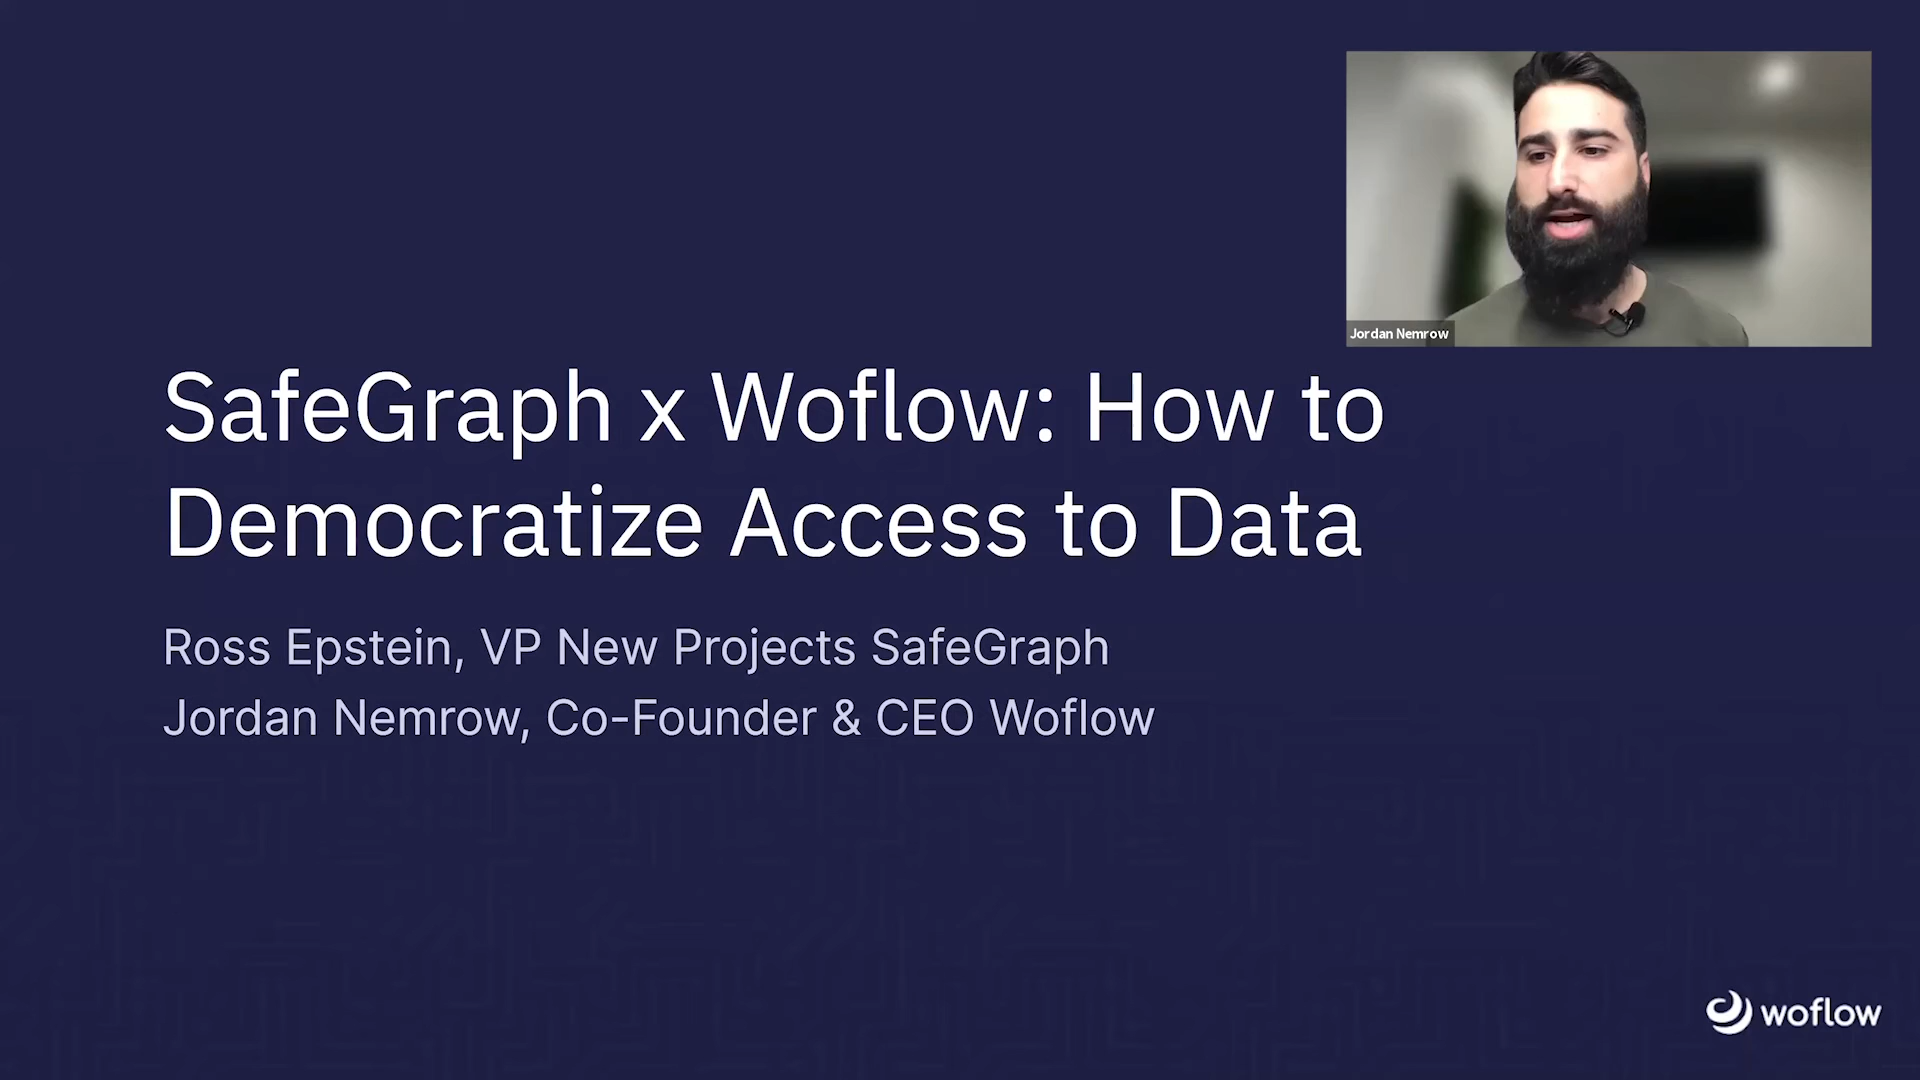 Jordan Nemrow
SafeGraph x Woflow: How to
Democratize Access to Data
Ross Epstein, VP New Projects SafeGraph
Jordan Nemrow, Co-Founder & CEO Woflow
woflow